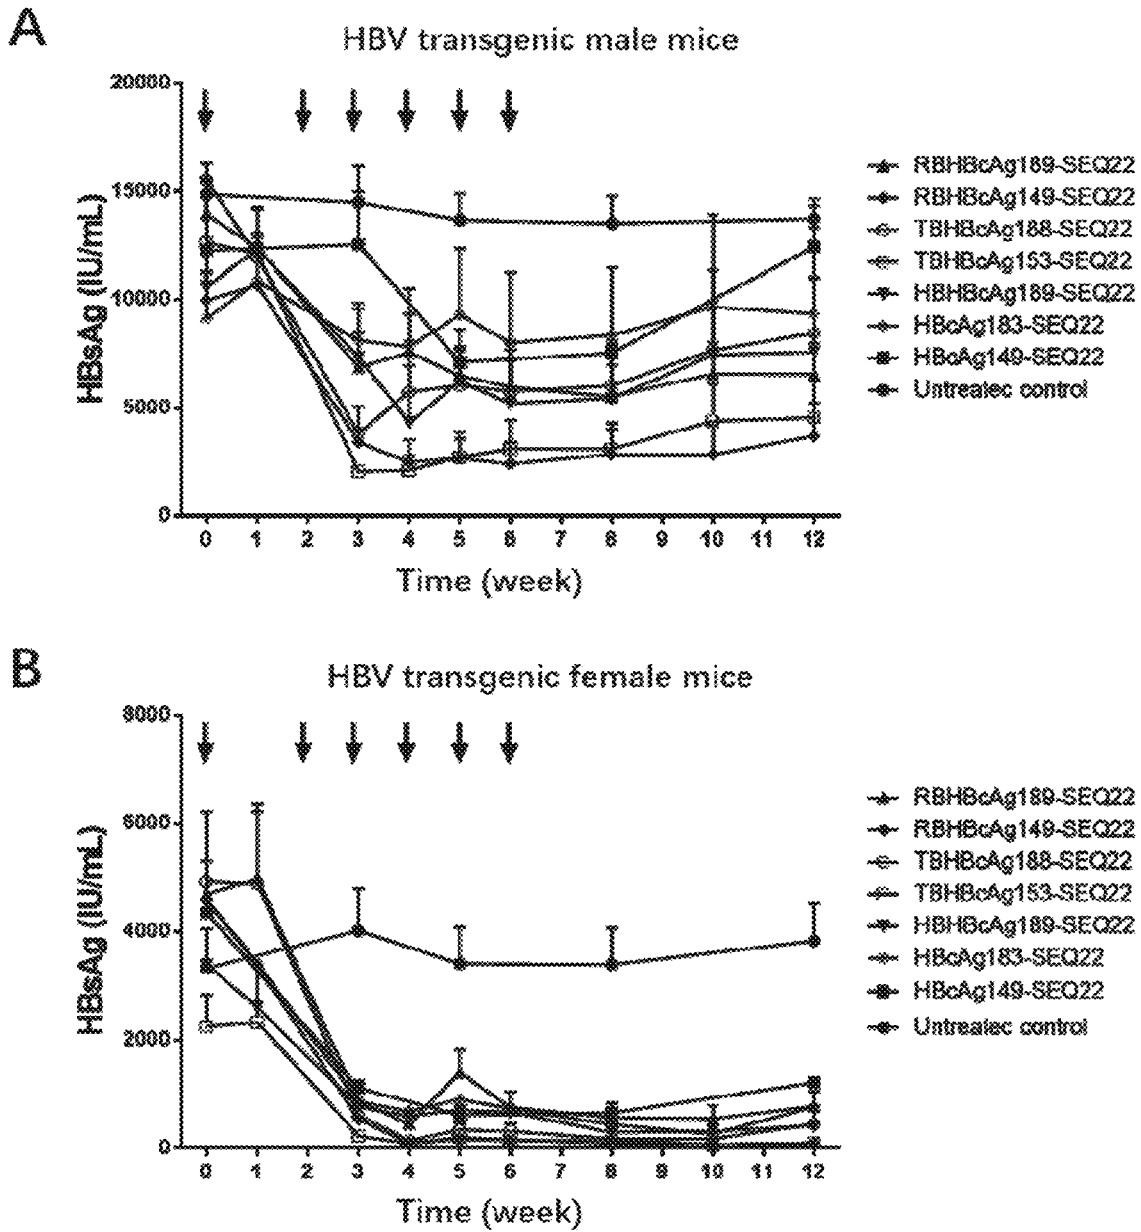 A
HBV transgenic male mice
20000
15000
10000
5000
0
HBsAg (IU/mL)
0 1 2 3 4 5 6 7 8 9 10 11 12
Time (week)
RBHBcAg189-SEQ22
RBHBcAg149-SEQ22
TBHBcAg188-SEQ22
TBHBcAg153-SEQ22
HBHBcAg189-SEQ22
HBcAg183-SEQ22
HBcAg149-SEQ22
Untreatec control
B
HBV transgenic female mice
8000
6000
4000
2000
0
HBsAg (IU/mL)
0 1 2 3 4 5 6 7 8 9 10 11 12
Time (week)
RBHBcAg189-SEQ22
RBHBcAg149-SEQ22
TBHBcAg188-SEQ22
TBHBcAg153-SEQ22
HBHBcAg189-SEQ22
HBcAg183-SEQ22
HBcAg149-SEQ22
Untreatec control